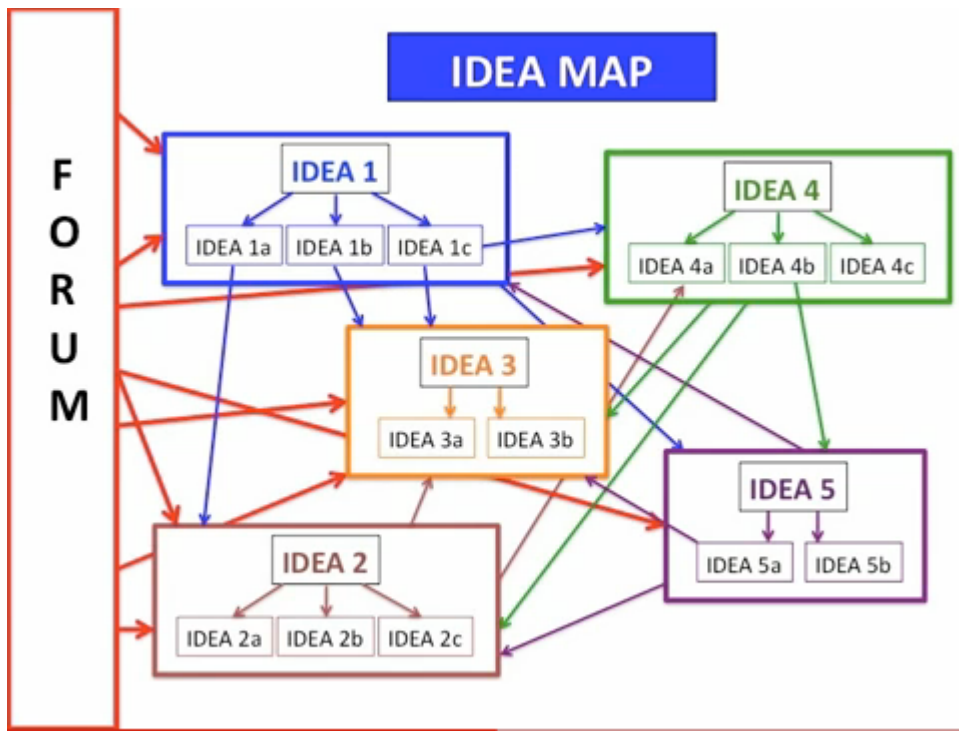 IDEA MAP
F
O
R
U
M
IDEA 1
IDEA 1a
IDEA 1b
IDEA 1c
IDEA 4
IDEA 4a
IDEA 4b
IDEA 4c
IDEA 3
IDEA 3a
IDEA 3b
IDEA 5
IDEA 5a
IDEA 5b
IDEA 2
IDEA 2a
IDEA 2b
IDEA 2c